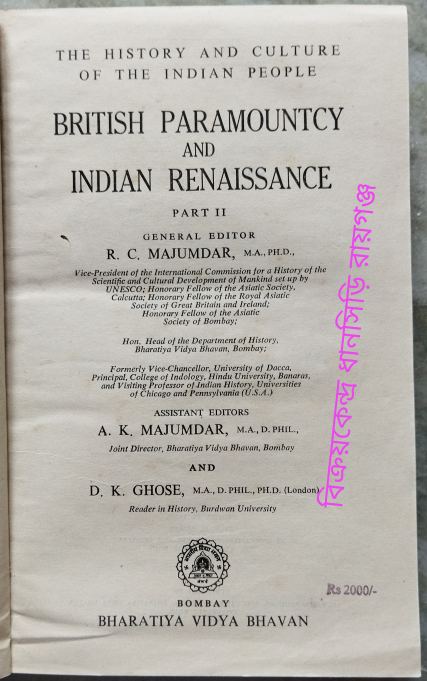 THE HISTORY AND CULTURE
OF THE INDIAN PEOPLE
BRITISH PARAMOUNTCY
AND
INDIAN RENAISSANCE
PART II
GENERAL EDITOR
R. C. MAJUMDAR, M.A., PH.D.,
Vice-President of the International Commission for a History of the
Scientific and Cultural Development of Mankind set up by
UNESCO; Honorary Fellow of the Asiatic Society,
Calcutta; Honorary Fellow of the Royal Asiatic
Society of Great Britain and Ireland;
Honorary Fellow of the Asiatic
Society of Bombay;
Hon. Head of the Department of History,
Bharatiya Vidya Bhavan, Bombay;
Formerly Vice-Chancellor, University of Dacca,
Principal, College of Indology, Hindu University, Banaras,
and Visiting Professor of Indian History, Universities
of Chicago and Pennsylvania (U.S.A.)
ASSISTANT EDITORS
A. K. MAJUMDAR, M.A., D. PHIL.,
Joint Director, Bharatiya Vidya Bhavan, Bombay
AND
D. K. GHOSE, M.A., D. PHIL., PH.D. (London)
Reader in History, Burdwan University
BOMBAY
BHARATIYA VIDYA BHAVAN
Rs 2000/-
বিক্রয়কেন্দ্র ধানসিড়ি রায়গঞ্জ